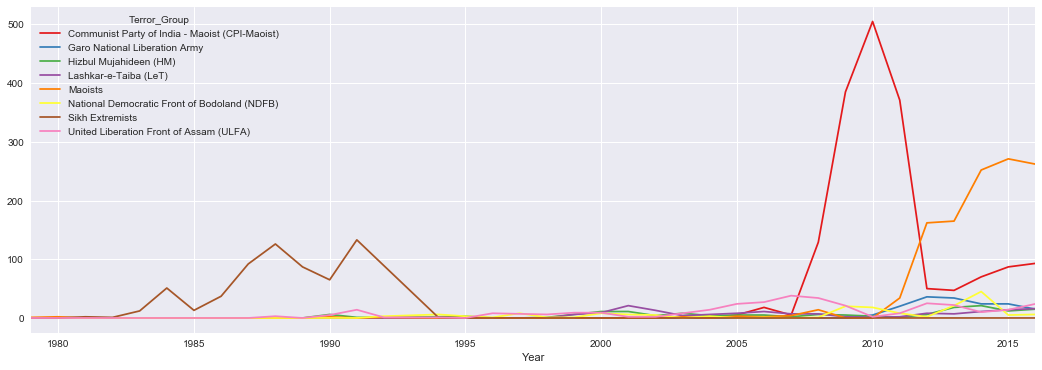 Terror_Group
Communist Party of India - Maoist (CPI-Maoist)
Garo National Liberation Army
Hizbul Mujahideen (HM)
Lashkar-e-Taiba (LeT)
Maoists
National Democratic Front of Bodoland (NDFB)
Sikh Extremists
United Liberation Front of Assam (ULFA)
500
400
300
200
100
0
1980 1985 1990 1995 2000 2005 2010 2015
Year